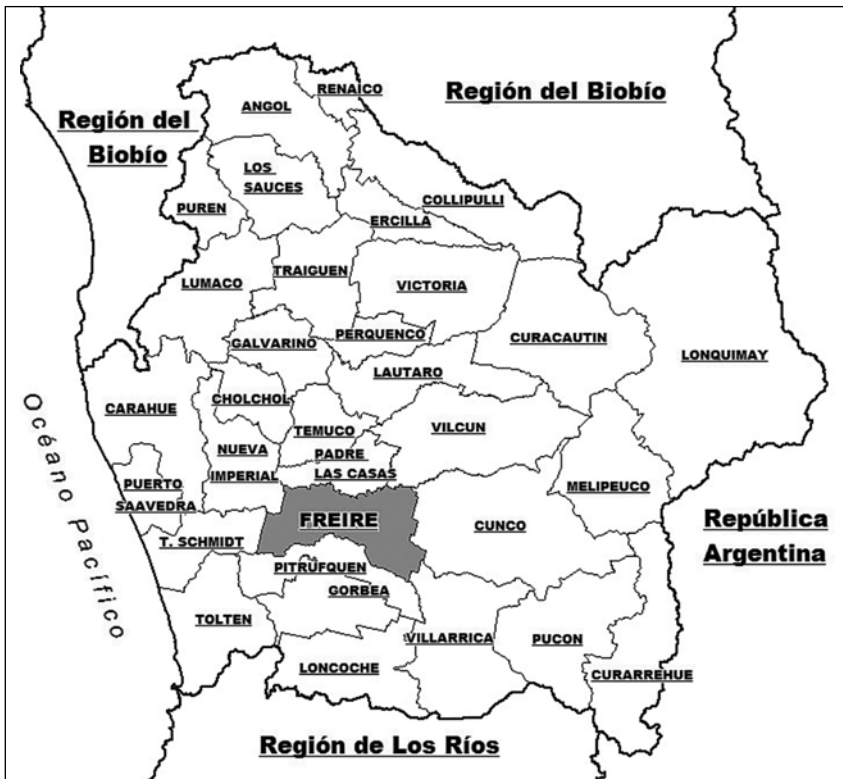 RENAICO
Región del Biobío
ANGOL
Región del
Biobío
LOS
SAUCES
COLLIPULLI
PUREN
ERCILLA
TRAIGUEN
LUMACO
VICTORIA
PERQUENCO
CURACAUTIN
GALVARINO
LONQUIMAY
LAUTARO
CHOLCHOL
CARAHUE
TEMUCO
VILCUN
NUEVA
IMPERIAL
PADRE
LAS CASAS
PUERTO
SAAVEDRA
MELIPEUCO
FREIRE
CUNCO
República
Argentina
T. SCHMIDT
Océano Pacífico
PITRUFQUEN
GORBEA
TOLTEN
VILLARRICA
PUCON
LONCOCHE
CURARREHUE
Región de Los Ríos